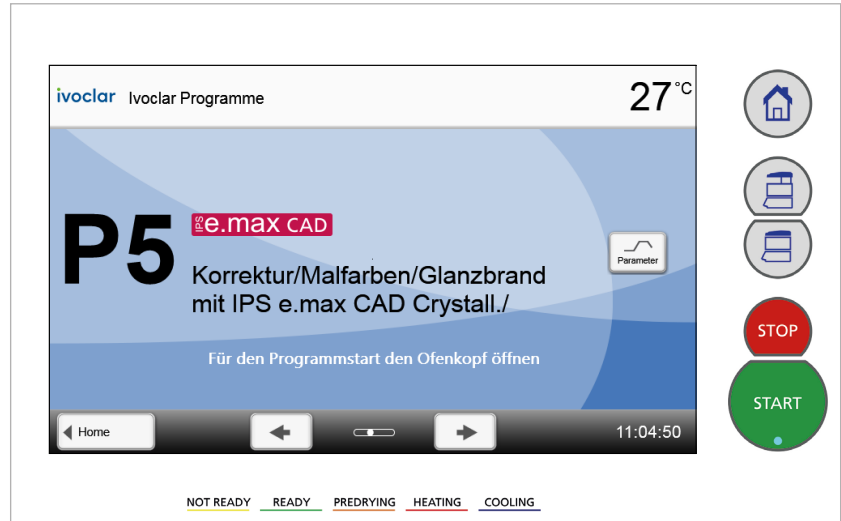 ivoclar Ivoclar Programme
27 °C
P5
IPS e.max CAD
Korrektur/Malfarben/Glanzbrand
mit IPS e.max CAD Crystall./
Parameter
Für den Programmstart den Ofenkopf öffnen
STOP
START
Home
11:04:50
NOT READY READY PREDRYING HEATING COOLING